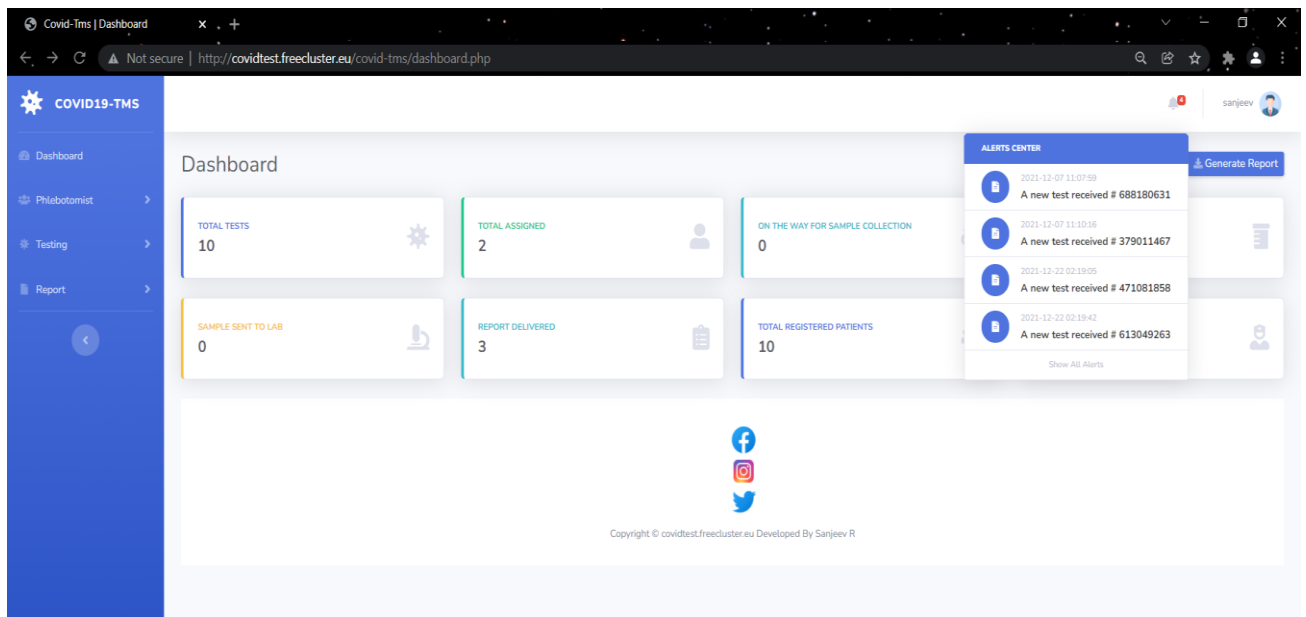 Covid-Tms | Dashboard
Not secure | http://covidtest.freecluster.eu/covid-tms/dashboard.php
COVID19-TMS
4
sanjeev
Dashboard
Phlebotomist
Testing
Report
Dashboard
Generate Report
ALERTS CENTER
2021-12-07 11:07:59
A new test received # 688180631
2021-12-07 11:10:16
A new test received # 379011467
2021-12-22 02:19:05
A new test received # 471081858
2021-12-22 02:19:42
A new test received # 613049263
Show All Alerts
TOTAL TESTS
10
TOTAL ASSIGNED
2
ON THE WAY FOR SAMPLE COLLECTION
0
SAMPLE SENT TO LAB
0
REPORT DELIVERED
3
TOTAL REGISTERED PATIENTS
10
Copyright © covidtest.freecluster.eu Developed By Sanjeev R